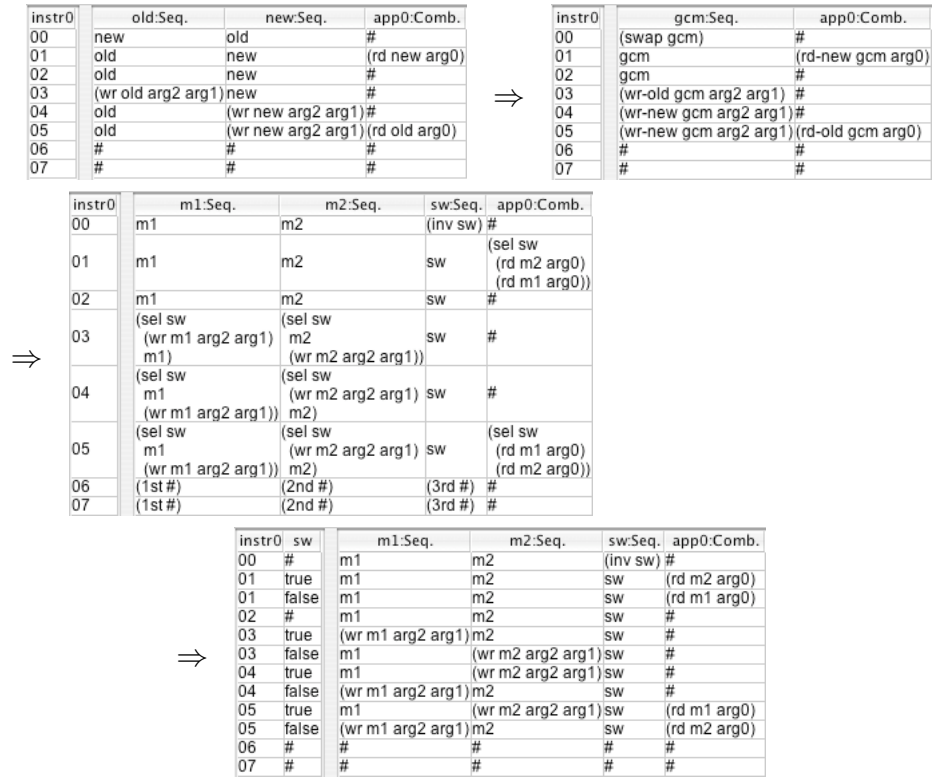 instr0 old:Seq. new:Seq. app0:Comb.
00 new old #
01 old new (rd new arg0)
02 old new #
03 (wr old arg2 arg1) new #
04 old (wr new arg2 arg1) #
05 old (wr new arg2 arg1) (rd old arg0)
06 # # #
07 # # #
⇒
instr0 gcm:Seq. app0:Comb.
00 (swap gcm) #
01 gcm (rd-new gcm arg0)
02 gcm #
03 (wr-old gcm arg2 arg1) #
04 (wr-new gcm arg2 arg1) #
05 (wr-new gcm arg2 arg1) (rd-old gcm arg0)
06 # #
07 # #
⇒
instr0 m1:Seq. m2:Seq. sw:Seq. app0:Comb.
00 m1 m2 (inv sw) #
(sel sw
01 m1 m2 sw (rd m2 arg0)
(rd m1 arg0))
02 m1 m2 sw #
(sel sw (sel sw
03 (wr m1 arg2 arg1) m2 sw #
m1) (wr m2 arg2 arg1))
(sel sw (sel sw
04 m1 (wr m2 arg2 arg1) sw #
(wr m1 arg2 arg1)) m2)
(sel sw (sel sw (sel sw
05 m1 (wr m2 arg2 arg1) sw (rd m1 arg0)
(wr m1 arg2 arg1)) m2) (rd m2 arg0))
06 (1st #) (2nd #) (3rd #) #
07 (1st #) (2nd #) (3rd #) #
⇒
instr0 sw m1:Seq. m2:Seq. sw:Seq. app0:Comb.
00 # m1 m2 (inv sw) #
01 true m1 m2 sw (rd m2 arg0)
01 false m1 m2 sw (rd m1 arg0)
02 # m1 m2 sw #
03 true (wr m1 arg2 arg1) m2 sw #
03 false m1 (wr m2 arg2 arg1) sw #
04 true m1 (wr m2 arg2 arg1) sw #
04 false (wr m1 arg2 arg1) m2 sw #
05 true m1 (wr m2 arg2 arg1) sw (rd m1 arg0)
05 false (wr m1 arg2 arg1) m2 sw (rd m2 arg0)
06 # # # # #
07 # # # # #